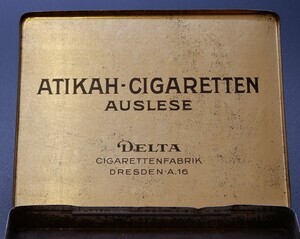 ATIKAH-CIGARETTEN
AUSLESE
DELTA
CIGARETTENFABRIK
DRESDEN-A.16